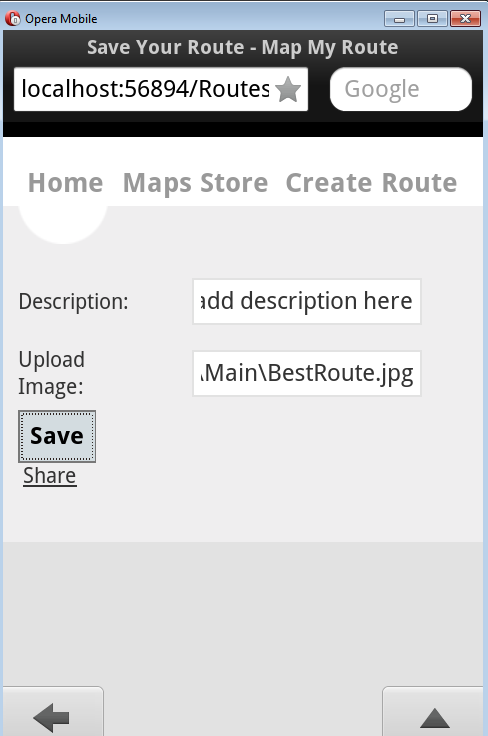 Opera Mobile
Save Your Route - Map My Route
localhost:56894/Routes
Google
Home Maps Store Create Route
Description: add description here
Upload
Image: \Main\BestRoute.jpg
Save
Share